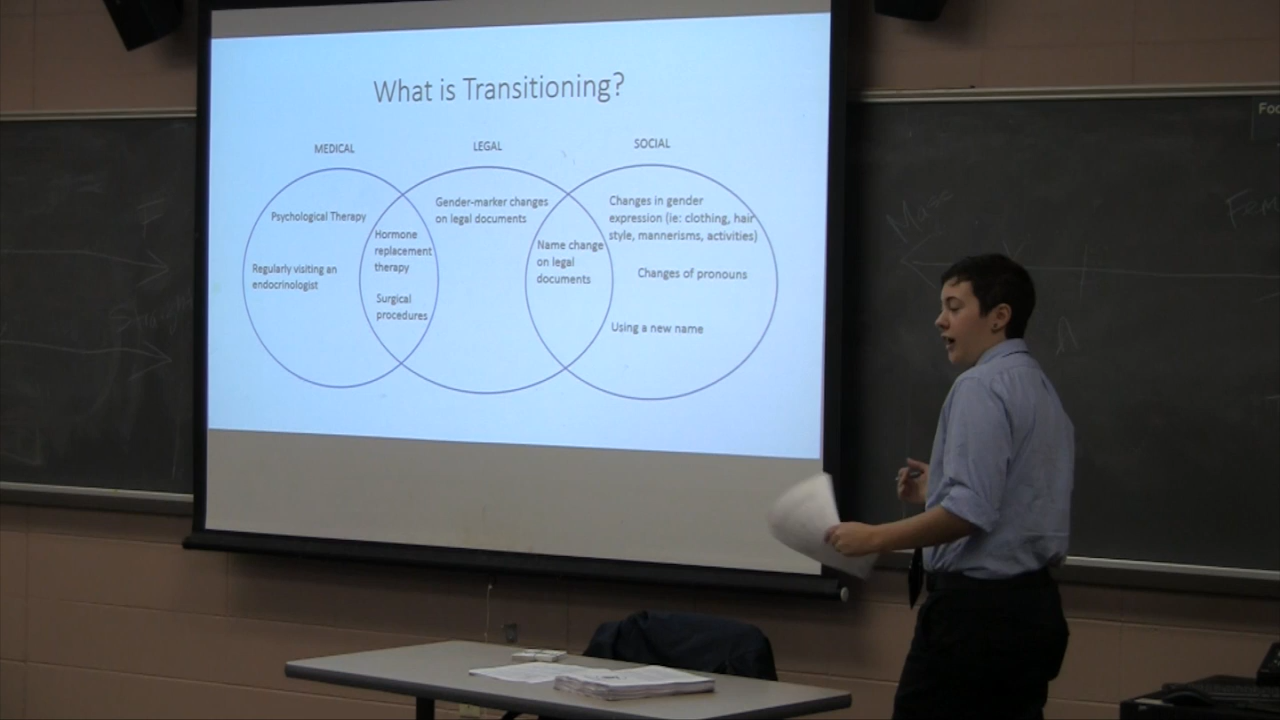 What is Transitioning?
MEDICAL
LEGAL
SOCIAL
Psychological Therapy
Regularly visiting an
endocrinologist
Hormone
replacement
therapy
Surgical
procedures
Gender-marker changes
on legal documents
Name change
on legal
documents
Changes in gender
expression (ie: clothing, hair
style, mannerisms, activities)
Changes of pronouns
Using a new name
Masc
Fem